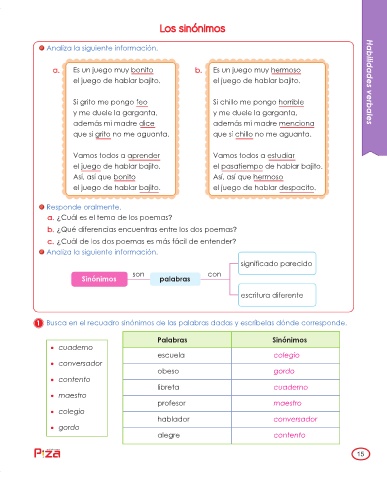 Los sinónimos
Analiza la siguiente información.
a. Es un juego muy bonito
el juego de hablar bajito.
Si grito me pongo feo
y me duele la garganta,
además mi madre dice
que si grito no me aguanta.
Vamos todos a aprender
el juego de hablar bajito.
Así, así que bonito
el juego de hablar bajito.
b. Es un juego muy hermoso
el juego de hablar bajito.
Si chillo me pongo horrible
y me duele la garganta,
además mi madre menciona
que si chillo no me aguanta.
Vamos todos a estudiar
el pasatiempo de hablar bajito.
Así, así que hermoso
el juego de hablar despacito.
Habilidades verbales
Responde oralmente.
a. ¿Cuál es el tema de los poemas?
b. ¿Qué diferencias encuentras entre los dos poemas?
c. ¿Cuál de los dos poemas es más fácil de entender?
Analiza la siguiente información.
Sinónimos son palabras con
significado parecido
escritura diferente
1 Busca en el recuadro sinónimos de las palabras dadas y escríbelas dónde corresponde.
• cuaderno
• conversador
• contento
• maestro
• colegio
• gordo
Palabras Sinónimos
escuela colegio
obeso gordo
libreta cuaderno
profesor maestro
hablador conversador
alegre contento
Piza
15